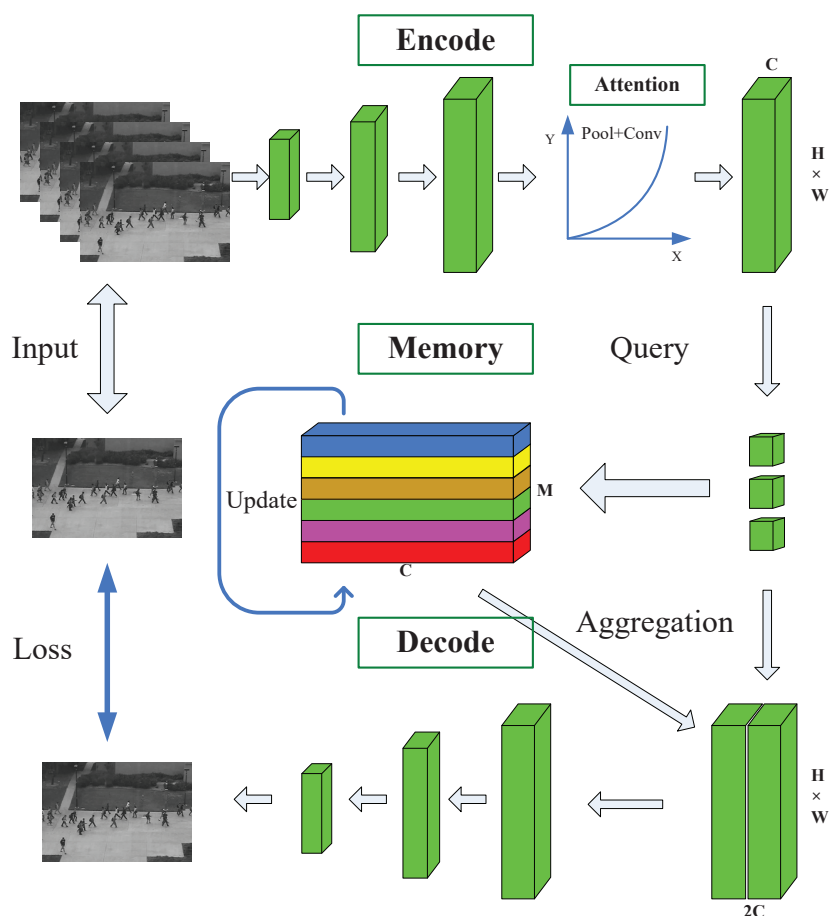 Encode
Attention
C
Y
Pool+Conv
X
H
×
W
Input
Memory
Query
Update
M
C
Decode
Aggregation
Loss
H
×
W
2C